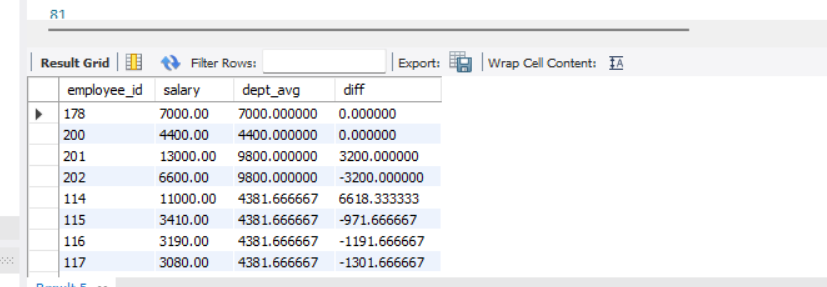 81
Result Grid Filter Rows: Export: Wrap Cell Content: IA
employee_id salary dept_avg diff
178 7000.00 7000.000000 0.000000
200 4400.00 4400.000000 0.000000
201 13000.00 9800.000000 3200.000000
202 6600.00 9800.000000 -3200.000000
114 11000.00 4381.666667 6618.333333
115 3410.00 4381.666667 -971.666667
116 3190.00 4381.666667 -1191.666667
117 3080.00 4381.666667 -1301.666667
Result 5